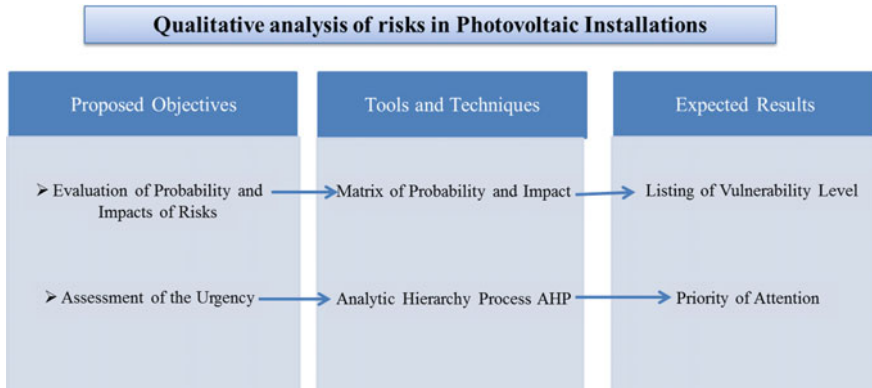 Qualitative analysis of risks in Photovoltaic Installations
Proposed Objectives
Tools and Techniques
Expected Results
➤ Evaluation of Probability and
Impacts of Risks
Matrix of Probability and Impact
Listing of Vulnerability Level
➤ Assessment of the Urgency
Analytic Hierarchy Process AHP
Priority of Attention